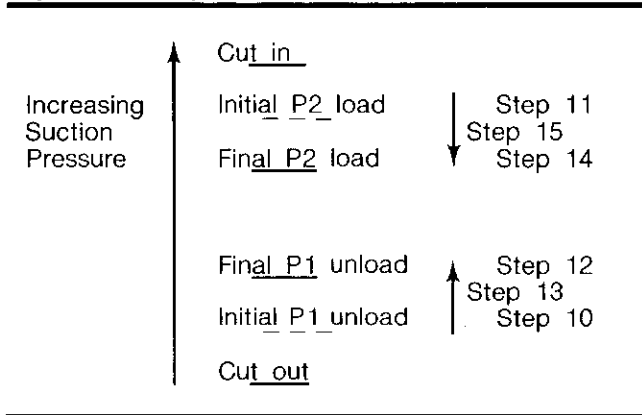 Cut in
Increasing Initial P2 load Step 11
Suction Step 15
Pressure Final P2 load Step 14
Final P1 unload Step 12
Step 13
Initial P1 unload Step 10
Cut out